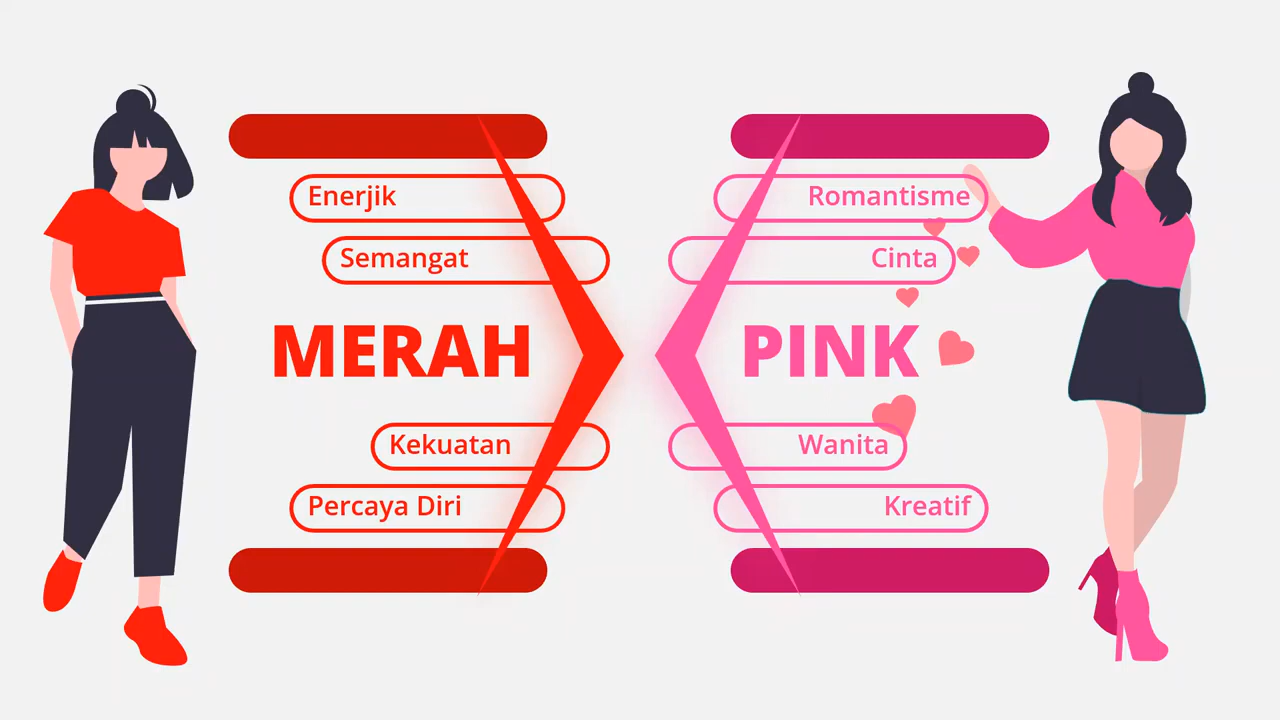 Enerjik
Semangat
MERAH
Kekuatan
Percaya Diri
Romantisme
Cinta
PINK
Wanita
Kreatif